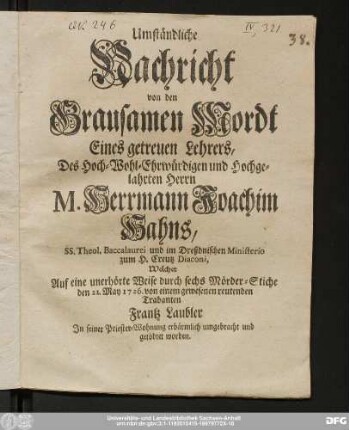 QK 246
IV, 321
38.
Umständliche
Nachricht
von den
Grausamen Mordt
Eines getreuen Lehrers,
Des Hoch-Wohl-Ehrwürdigen und Hochge-
lahrten Herrn
M. Herrmann Joachim
Hahns,
SS. Theol. Baccalaurei und im Dreßdnischen Ministerio
zum H. Creutz Diaconi,
Welcher
Auf eine unerhörte Weise durch sechs Mörder-Stiche
den 21. May 1726. von einem gewesenen reutenden
Trabanten
Frantz Laubler
In seiner Priester-Wohnung erbärmlich umgebracht und
getödtet worden.
Universitäts- und Landesbibliothek Sachsen-Anhalt
DFG